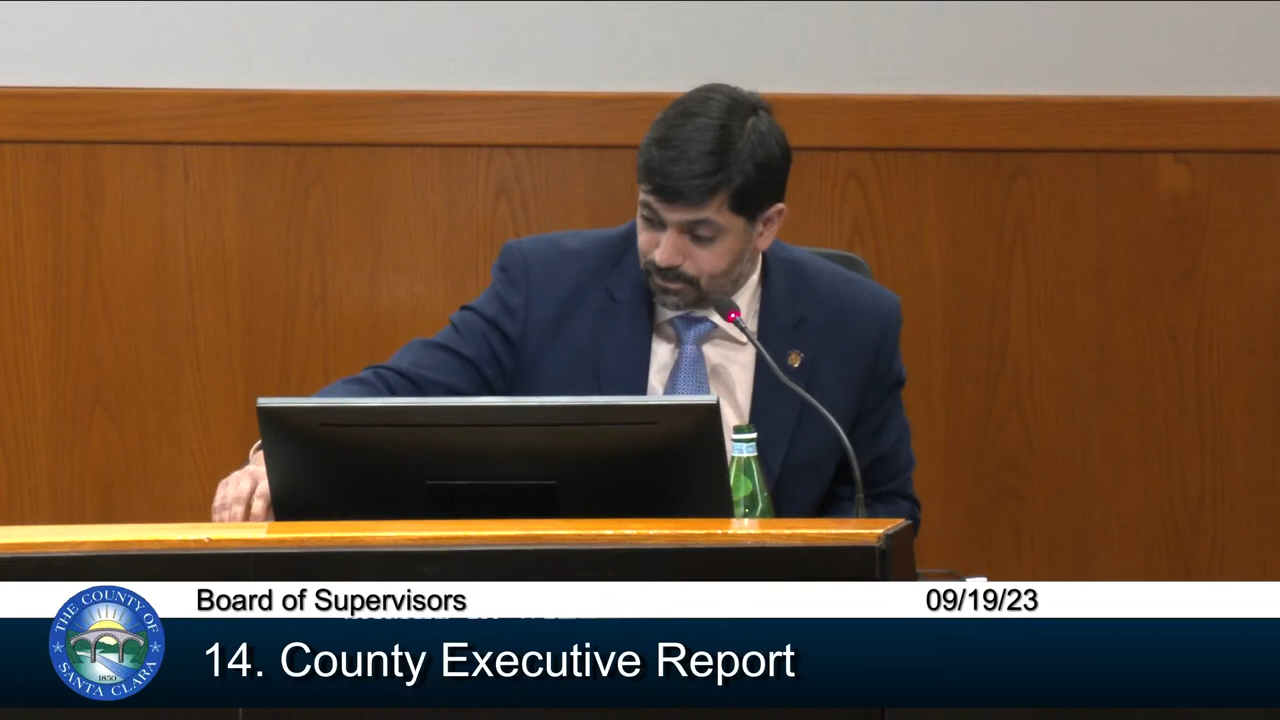 Board of Supervisors
09/19/23
14. County Executive Report
THE COUNTY OF
SANTA CLARA
1850